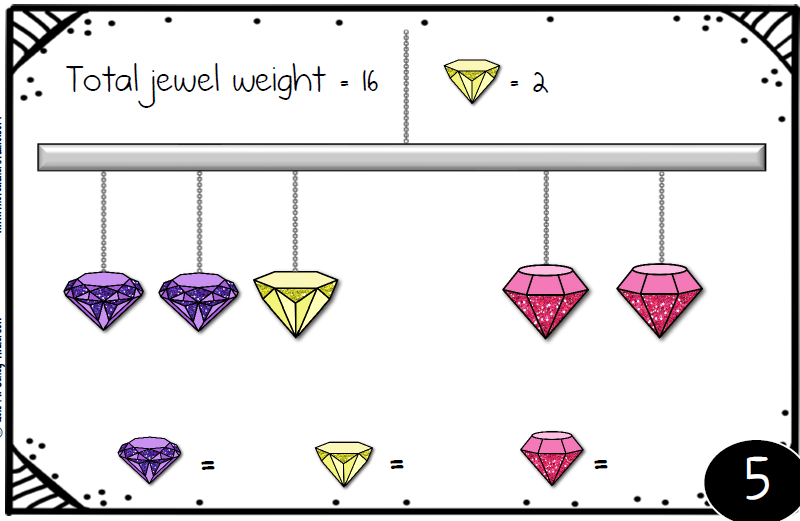 Total jewel weight = 16
= 2
= = =
5